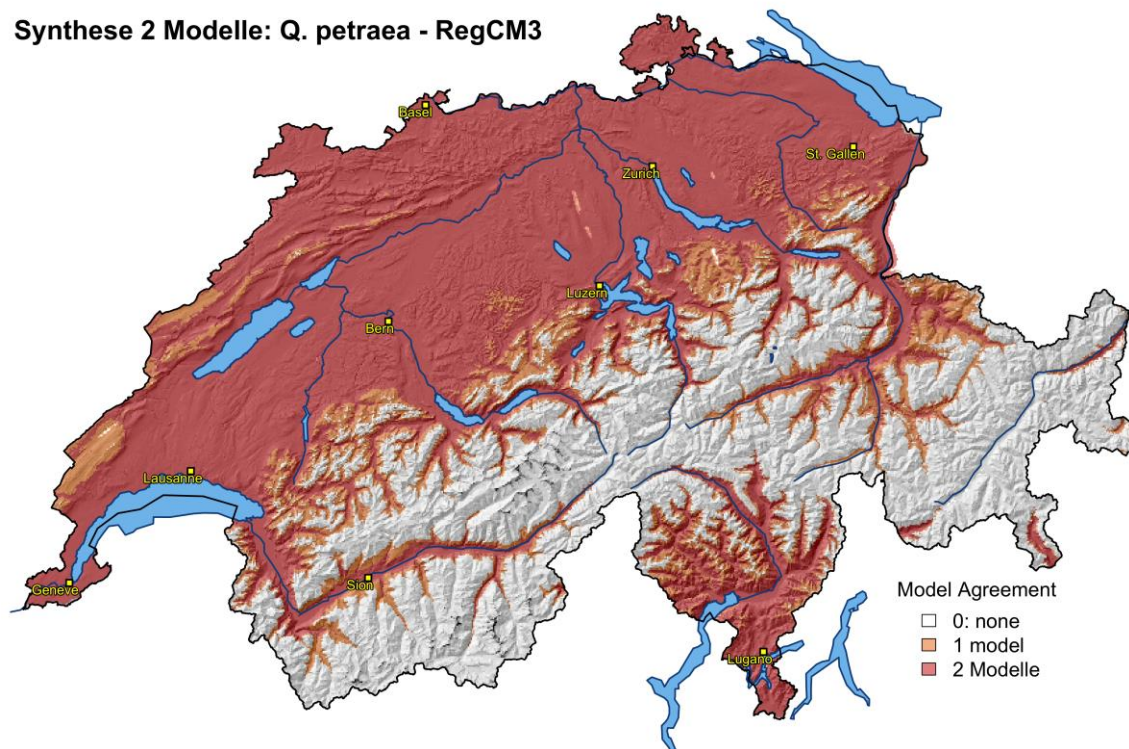 Synthese 2 Modelle: Q. petraea - RegCM3
Basel
St. Gallen
Zurich
Luzern
Bern
Lausanne
Geneve
Sion
Lugano
Model Agreement
0: none
1 model
2 Modelle